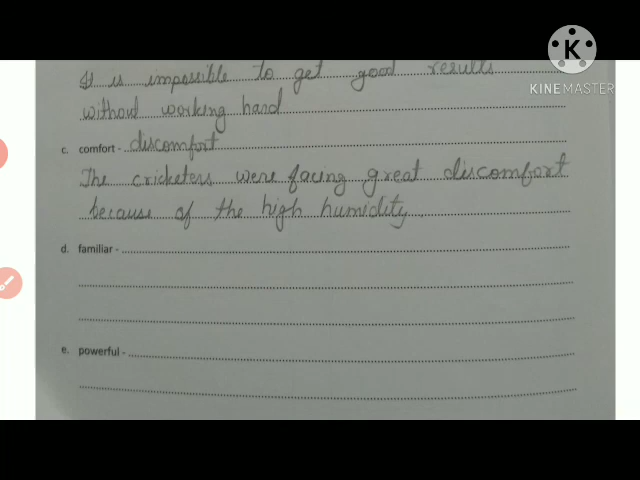 It is impossible to get good results
without working hard
c. comfort - discomfort
The cricketers were facing great discomfort
because of the high humidity.
d. familiar -
e. powerful -
K
KINEMASTER